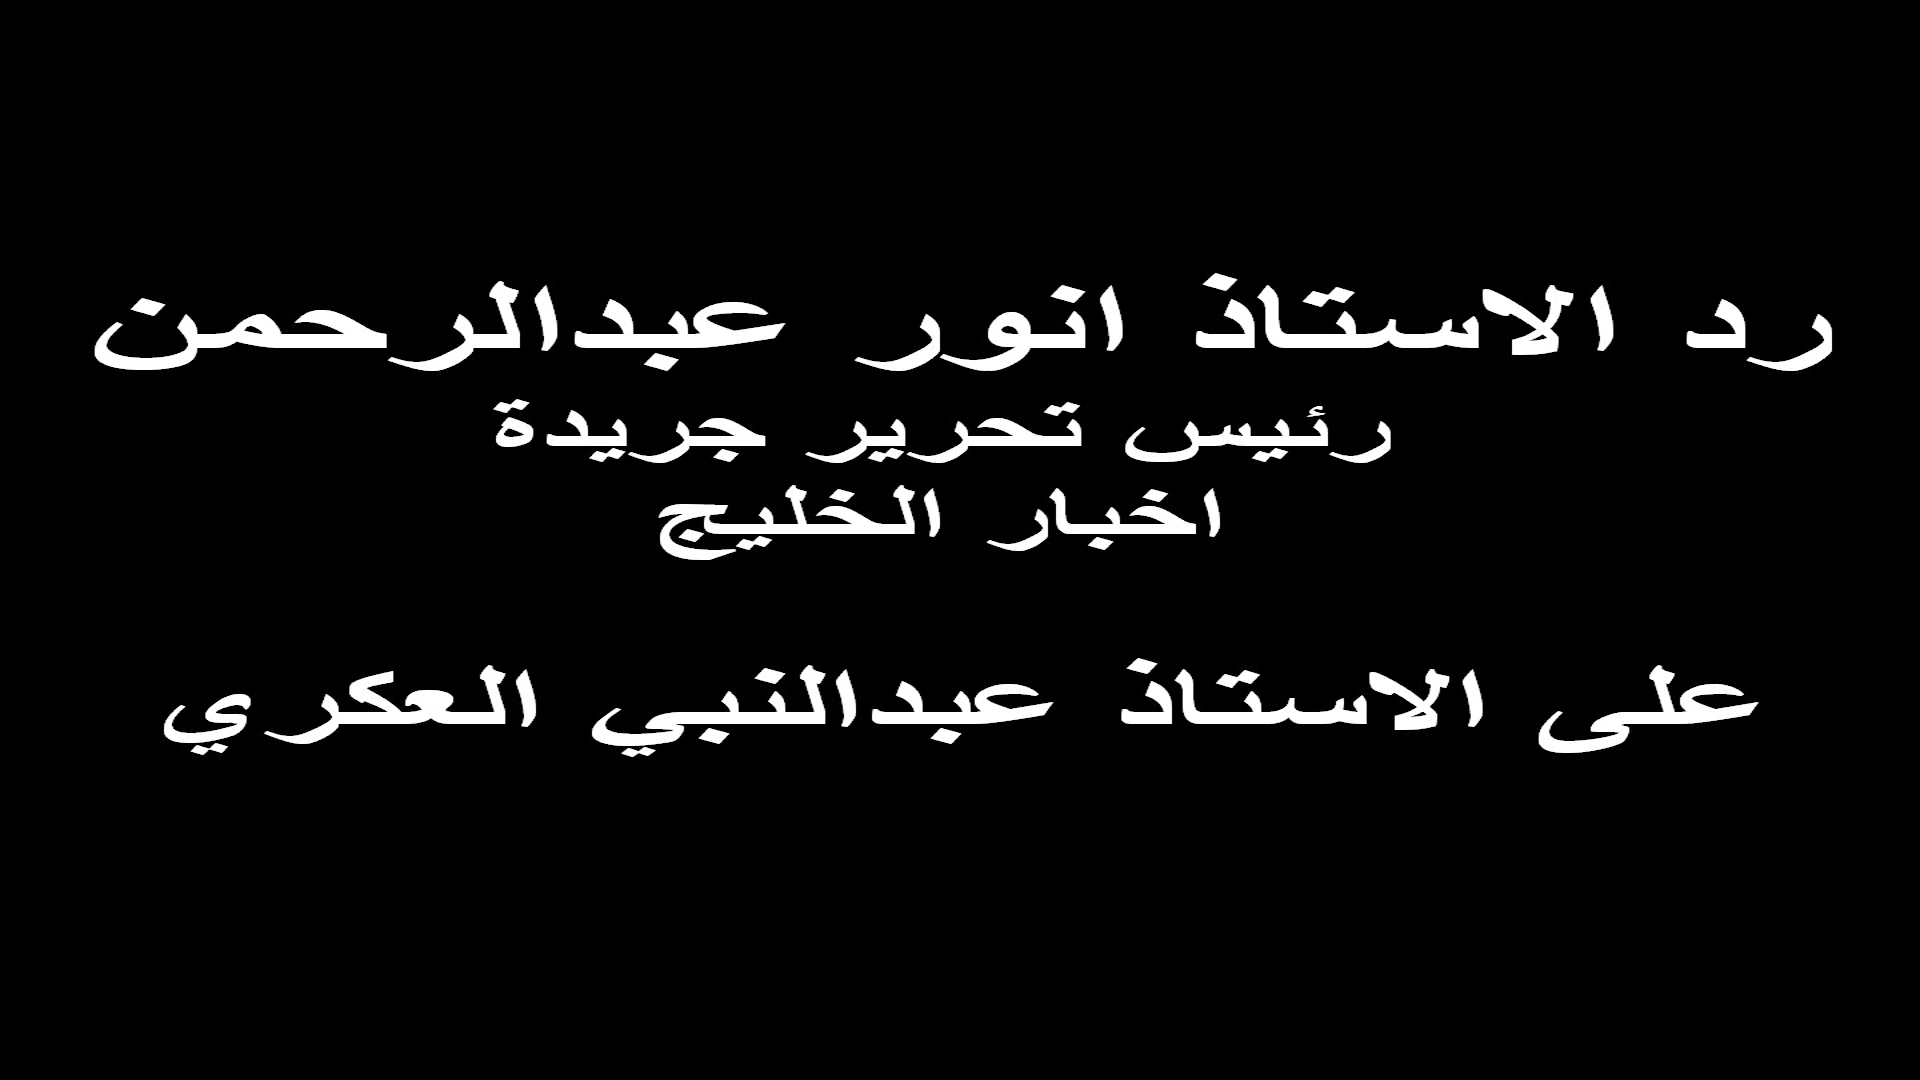 رد الاستاذ انور عبدالرحمن
رئيس تحرير جريدة
اخبار الخليج
على الاستاذ عبدالنبي العكري